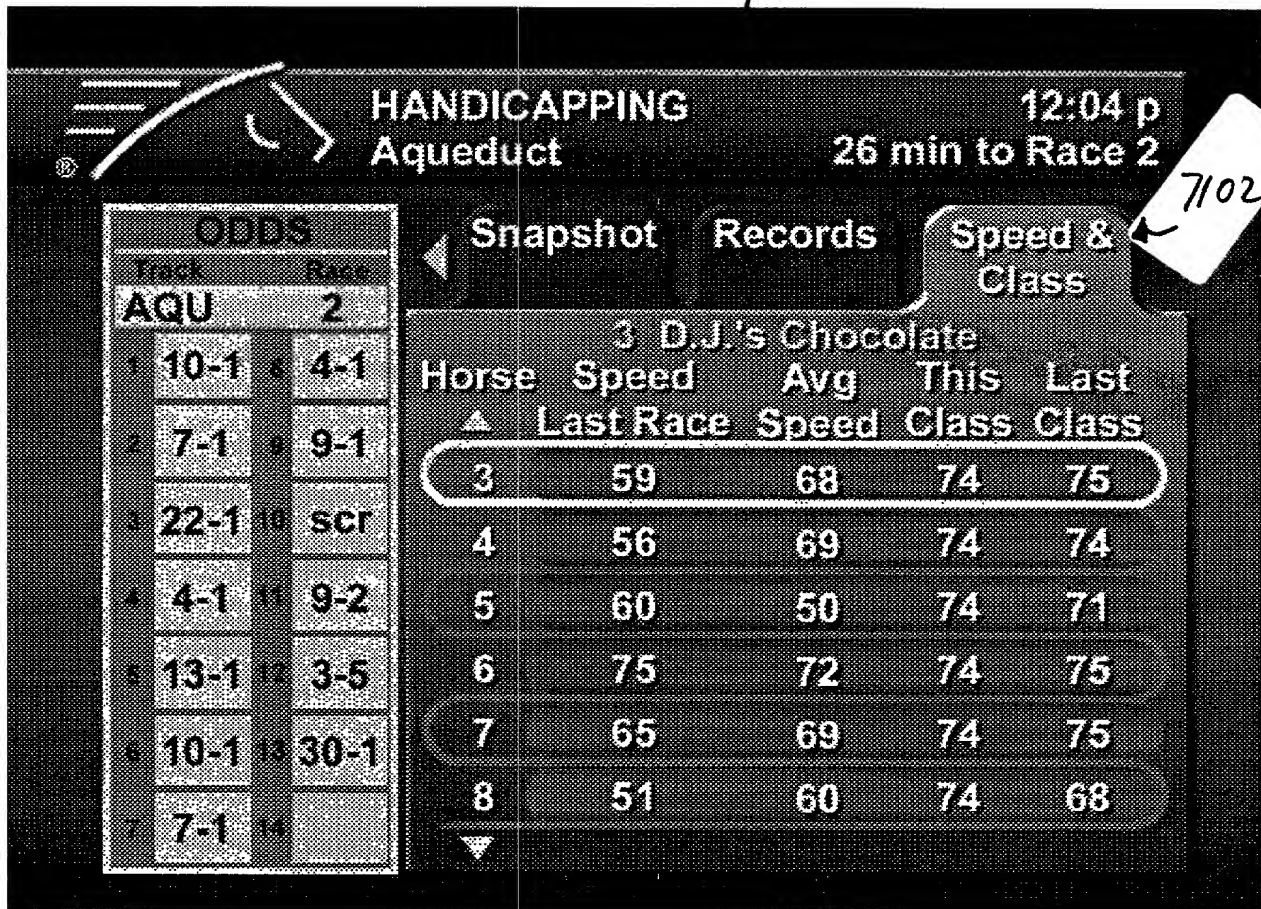 HANDICAPPING
Aqueduct
12:04 p
26 min to Race 2
®
7102
ODDS
Track Race
AQU 2
1 10-1 8 4-1
2 7-1 9 9-1
3 22-1 10 scr
4 4-1 11 9-2
5 13-1 12 3-5
6 10-1 13 30-1
7 7-1 14
Snapshot Records Speed &
Class
3 D.J.'s Chocolate
Horse Speed Avg This Last
Last Race Speed Class Class
3 59 68 74 75
4 56 69 74 74
5 60 50 74 71
6 75 72 74 75
7 65 69 74 75
8 51 60 74 68